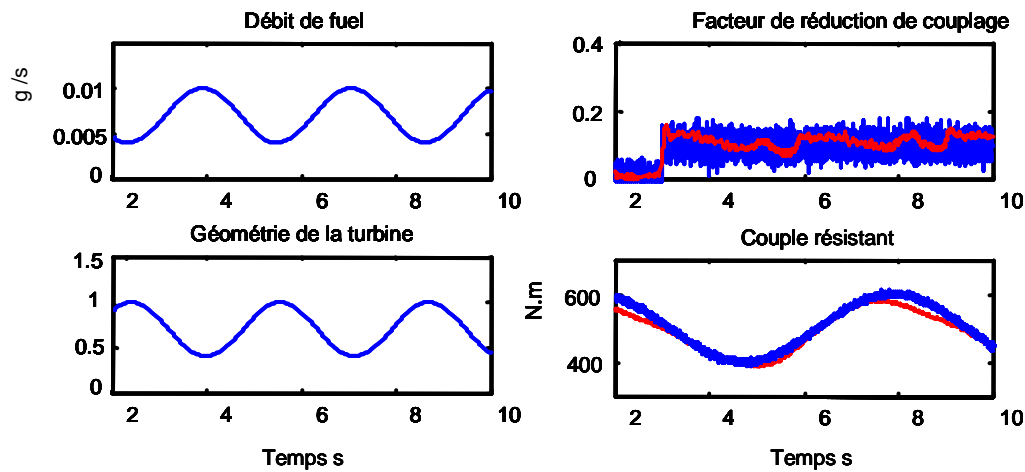 Débit de fuel
g /s
0.01
0.005
0
2 4 6 8 10
Facteur de réduction de couplage
0.4
0.2
0
2 4 6 8 10
Géométrie de la turbine
1.5
1
0.5
0
2 4 6 8 10
Temps s
Couple résistant
N.m
600
400
2 4 6 8 10
Temps s